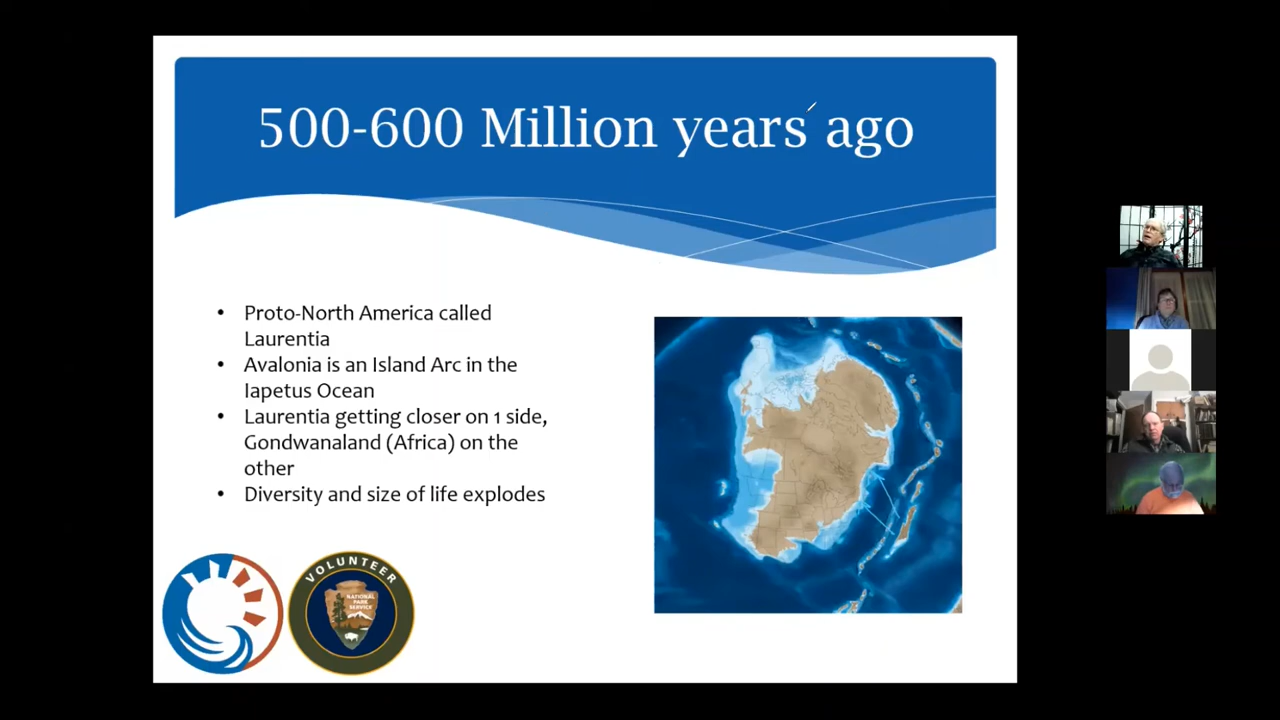 500-600 Million years ago
• Proto-North America called
Laurentia
• Avalonia is an Island Arc in the
Iapetus Ocean
• Laurentia getting closer on 1 side,
Gondwanaland (Africa) on the
other
• Diversity and size of life explodes
VOLUNTEER
NATIONAL
PARK
SERVICE